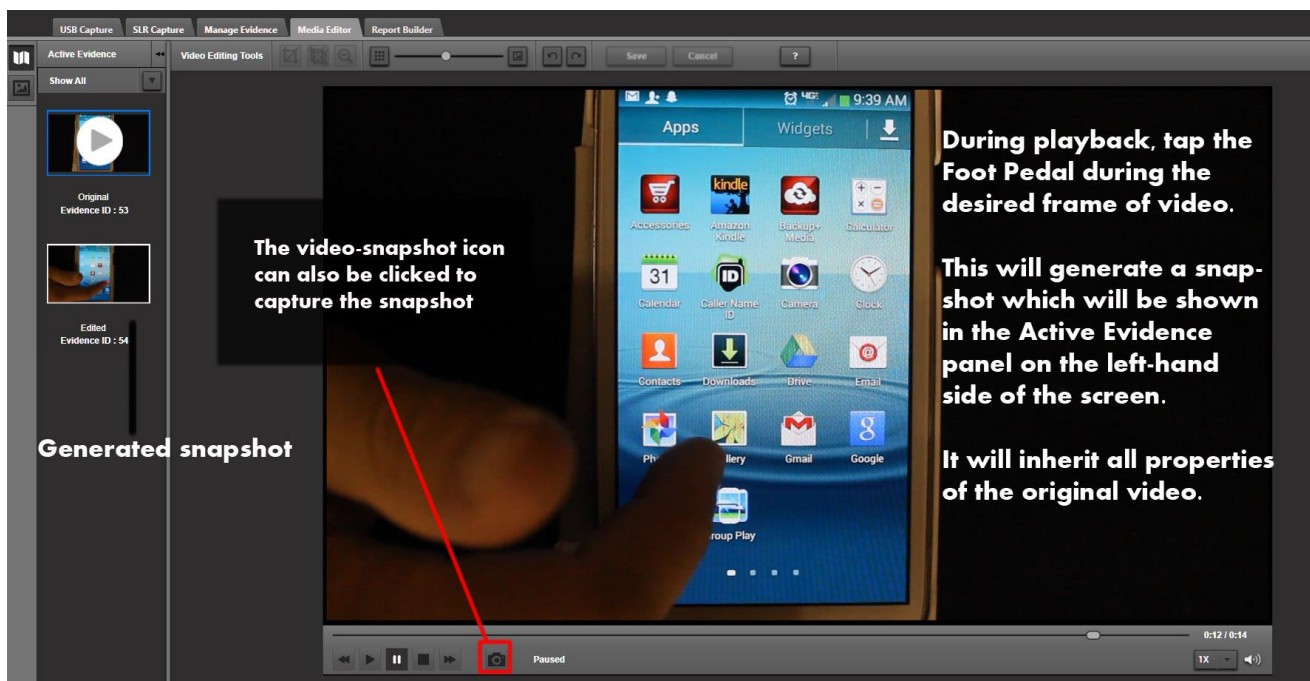 USB Capture SLR Capture Manage Evidence Media Editor Report Builder
Active Evidence
Video Editing Tools
Save Cancel ?
Show All
Original
Evidence ID : 53
Edited
Evidence ID : 54
Generated snapshot
The video-snapshot icon
can also be clicked to
capture the snapshot
4G 9:39 AM
Apps Widgets
kindle
Accessories Amazon Kindle Backup+ Media Calculator
31 ID
Calendar Caller Name ID Camera Clock
Contacts Downloads Drive Email
8
Ph llery Gmail Google
roup Play
During playback, tap the
Foot Pedal during the
desired frame of video.
This will generate a snap-
shot which will be shown
in the Active Evidence
panel on the left-hand
side of the screen.
It will inherit all properties
of the original video.
0:12 / 0:14
Paused
1X